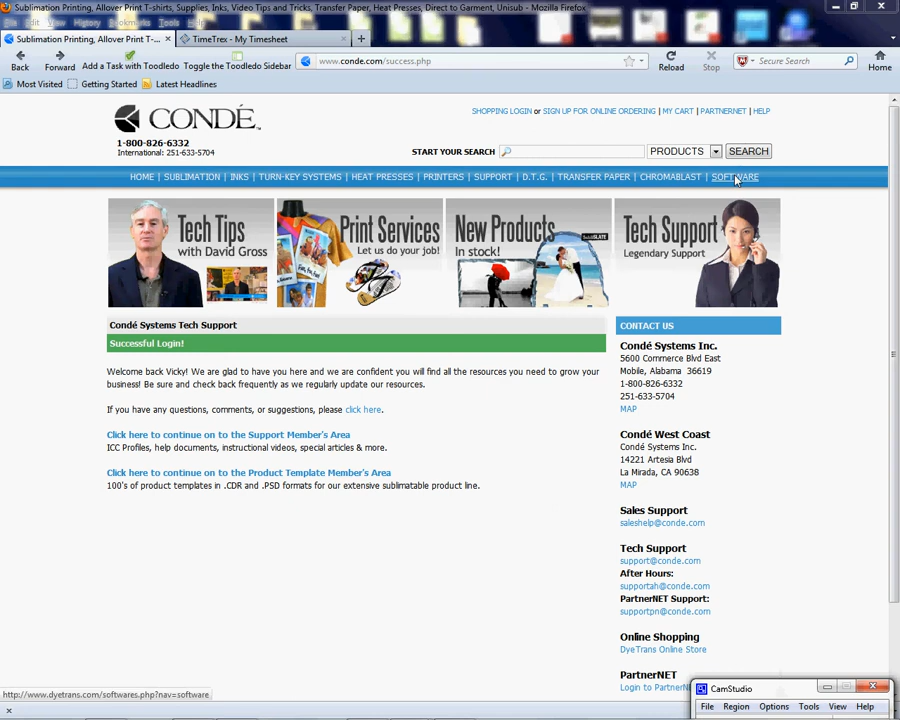 Sublimation Printing, Allover Print T-shirts, Supplies, Inks, Video Tips and Tricks, Transfer Paper, Heat Presses, Direct to Garment, Unisub - Mozilla Firefox
File Edit View History Bookmarks Tools Help
Sublimation Printing, Allover Print T-... × TimeTrex - My Timesheet × +
Back Forward Add a Task with Toodledo Toggle the Toodledo Sidebar www.conde.com/success.php Reload Stop Secure Search Home
Most Visited Getting Started Latest Headlines
CONDÉ™
SHOPPING LOGIN or SIGN UP FOR ONLINE ORDERING | MY CART | PARTNERNET | HELP
1-800-826-6332
International: 251-633-5704
START YOUR SEARCH PRODUCTS SEARCH
HOME | SUBLIMATION | INKS | TURN-KEY SYSTEMS | HEAT PRESSES | PRINTERS | SUPPORT | D.T.G. | TRANSFER PAPER | CHROMABLAST | SOFTWARE
Tech Tips
with David Gross
Print Services
Let us do your job!
New Products
In stock!
Tech Support
Legendary Support
Condé Systems Tech Support
Successful Login!
Welcome back Vicky! We are glad to have you here and we are confident you will find all the resources you need to grow your
business! Be sure and check back frequently as we regularly update our resources.
If you have any questions, comments, or suggestions, please click here.
Click here to continue on to the Support Member's Area
ICC Profiles, help documents, instructional videos, special articles & more.
Click here to continue on to the Product Template Member's Area
100's of product templates in .CDR and .PSD formats for our extensive sublimatable product line.
CONTACT US
Condé Systems Inc.
5600 Commerce Blvd East
Mobile, Alabama 36619
1-800-826-6332
251-633-5704
MAP
Condé West Coast
Condé Systems Inc.
14221 Artesia Blvd
La Mirada, CA 90638
MAP
Sales Support
saleshelp@conde.com
Tech Support
support@conde.com
After Hours:
supportah@conde.com
PartnerNET Support:
supportpn@conde.com
Online Shopping
DyeTrans Online Store
PartnerNET
Login to PartnerN
http://www.dyetrans.com/softwares.php?nav=software
CamStudio
File Region Options Tools View Help